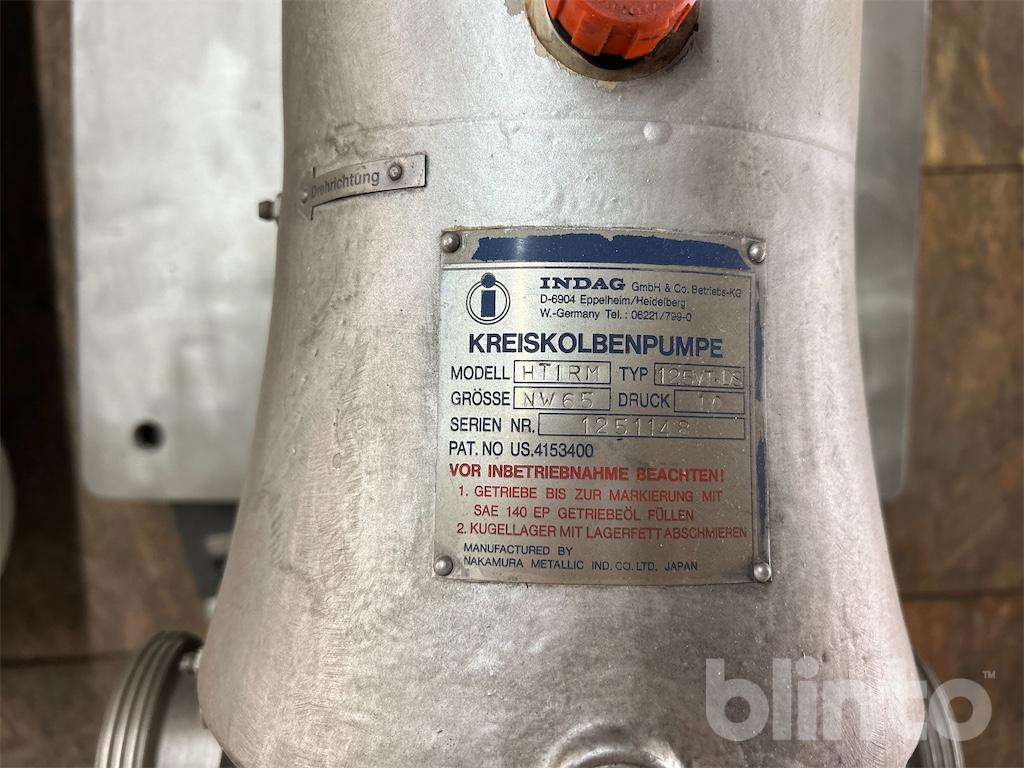 Drehrichtung
i
INDAG GmbH & Co. Betriebs-KG
D-6904 Eppelheim/Heidelberg
W.-Germany Tel.: 06221/799-0
KREISKOLBENPUMPE
MODELL HT1RM TYP
GRÖSSE NW65 DRUCK 10
SERIEN NR. 1251148
PAT. NO US.4153400
VOR INBETRIEBNAHME BEACHTEN!
1. GETRIEBE BIS ZUR MARKIERUNG MIT
SAE 140 EP GETRIEBEÖL FÜLLEN
2. KUGELLAGER MIT LAGERFETT ABSCHMIEREN
MANUFACTURED BY
NAKAMURA METALLIC IND. CO. LTD. JAPAN
blinto™